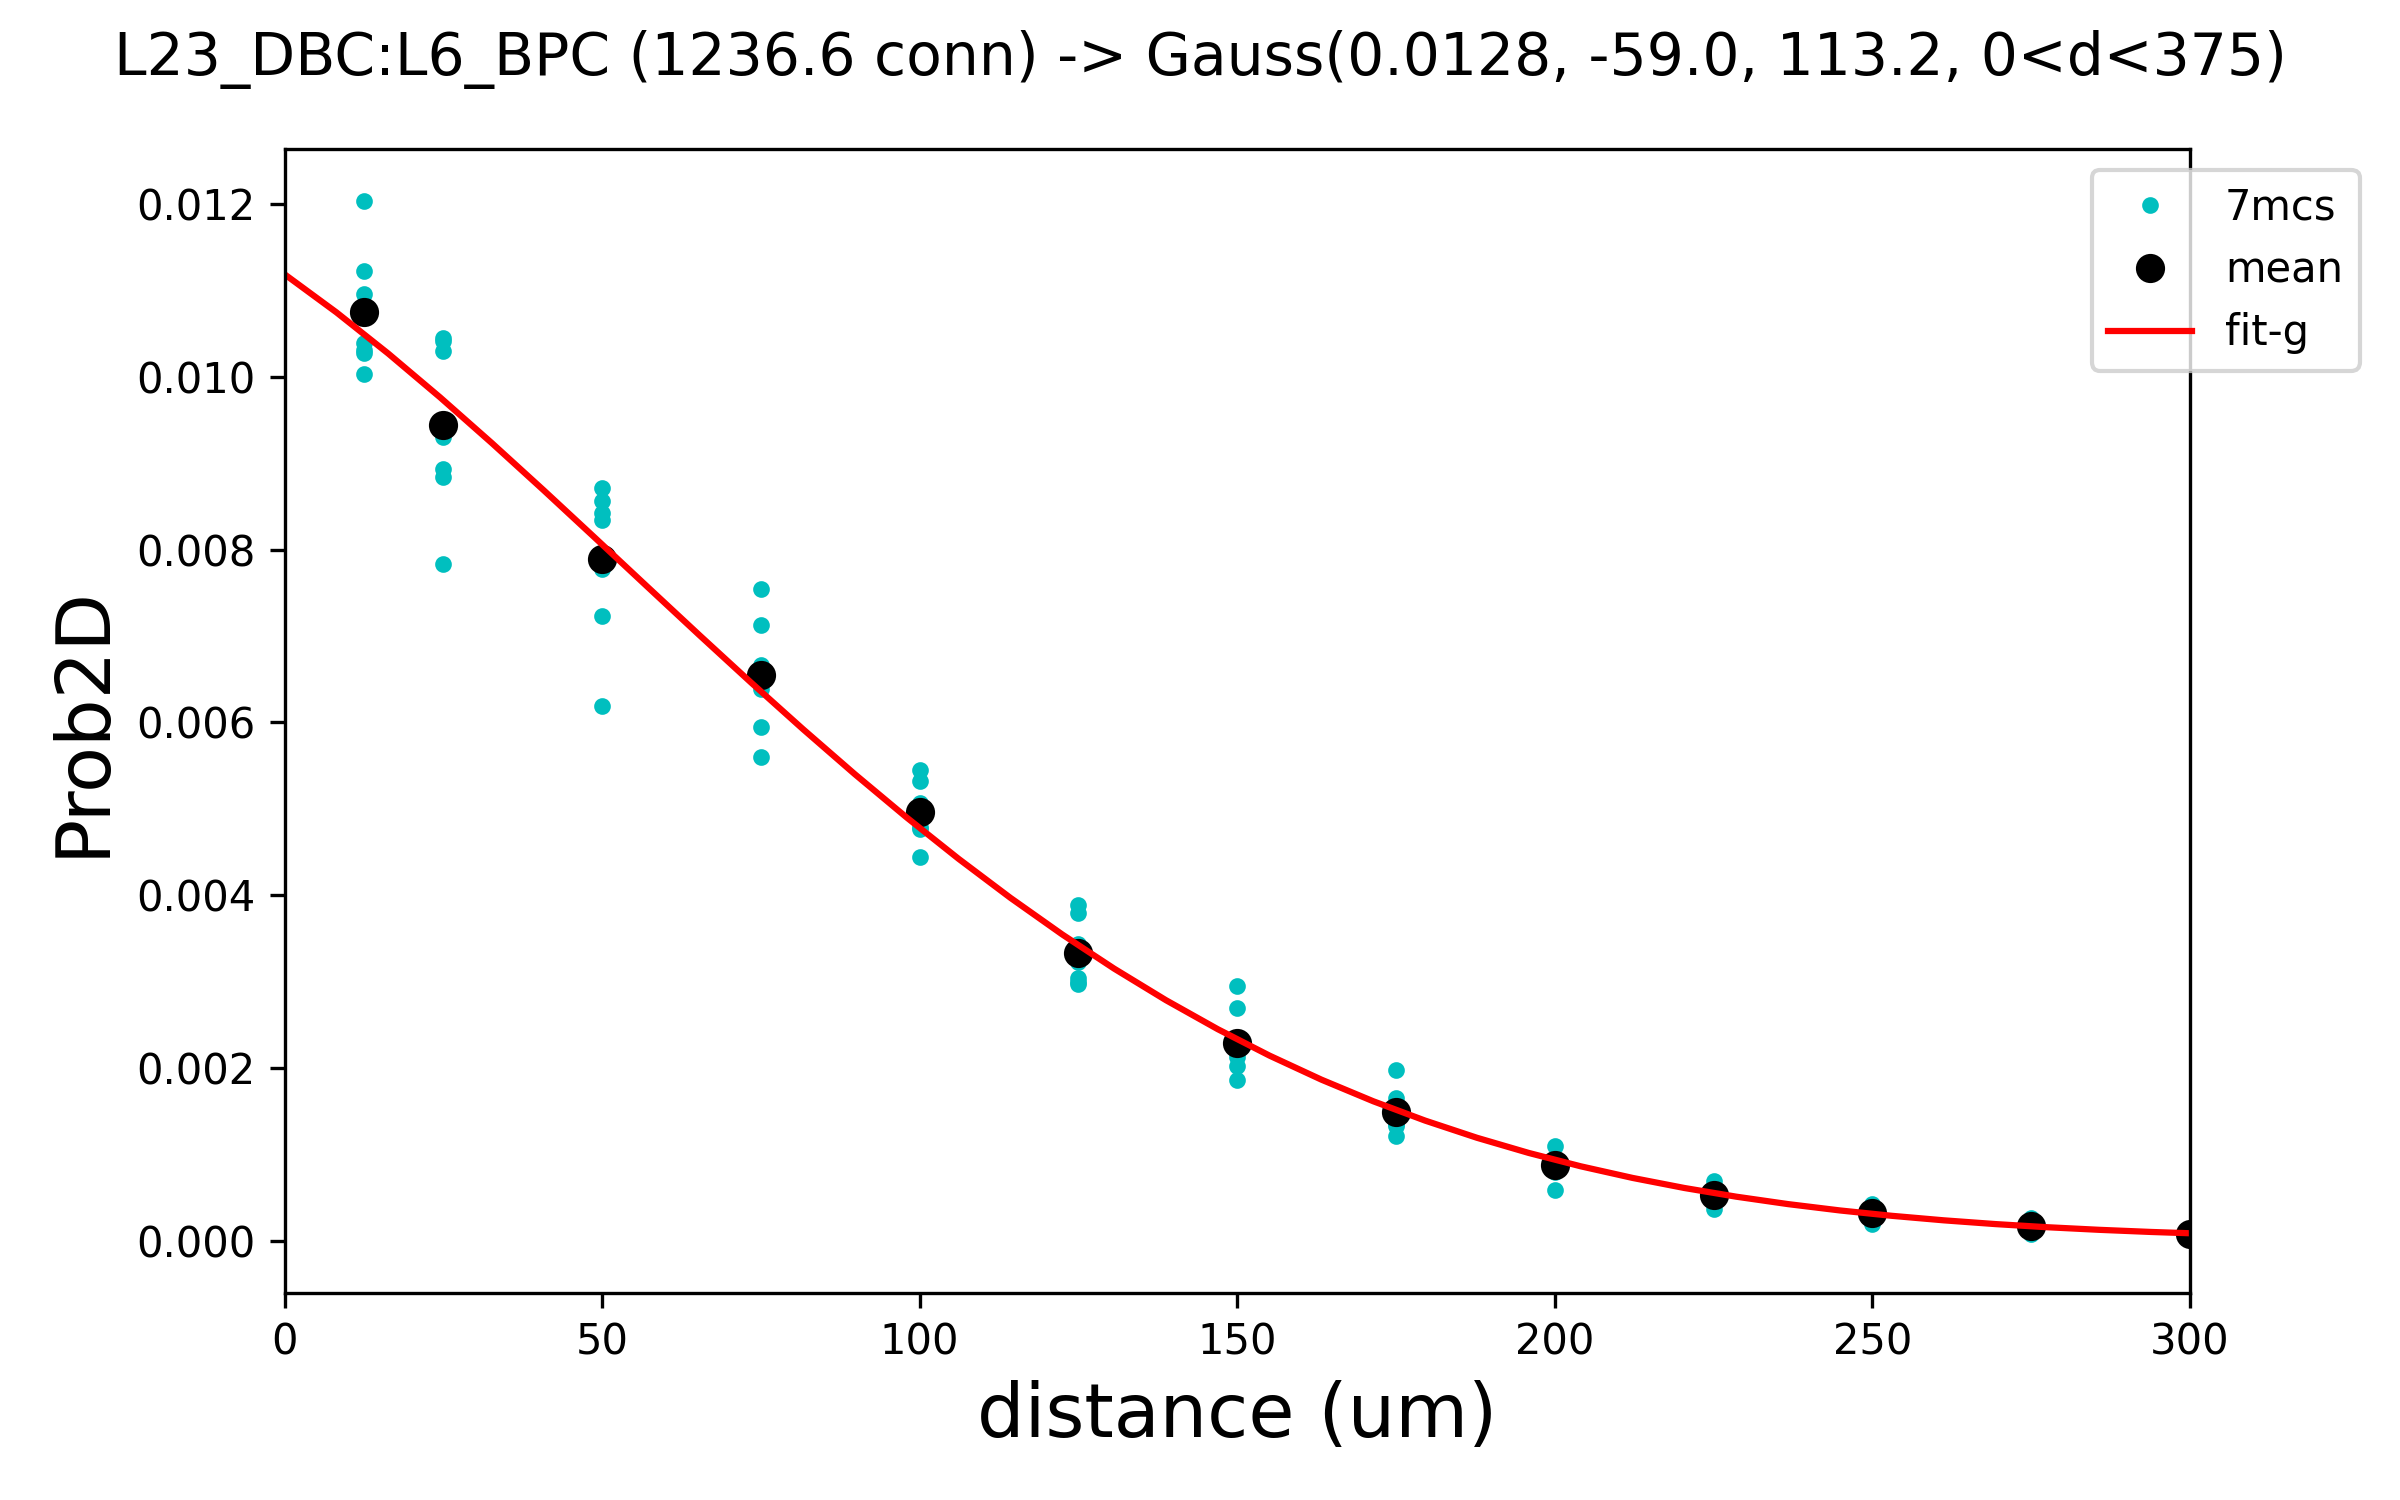 L23_DBC:L6_BPC (1236.6 conn) -> Gauss(0.0128, -59.0, 113.2, 0<d<375)
7mcs
mean
fit-g
Prob2D
0.012
0.010
0.008
0.006
0.004
0.002
0.000
0 50 100 150 200 250 300
distance (um)